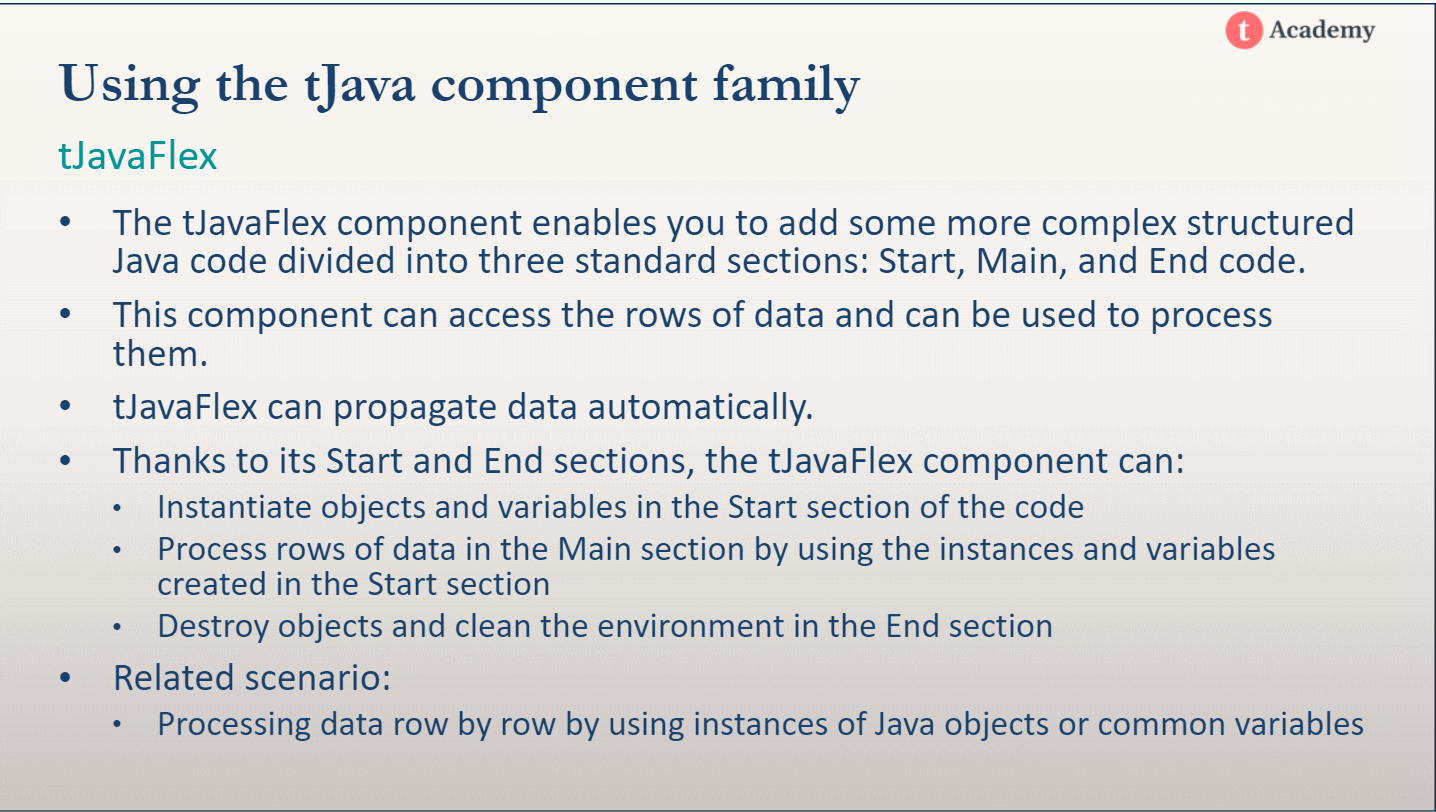 t Academy
Using the tJava component family
tJavaFlex
• The tJavaFlex component enables you to add some more complex structured
Java code divided into three standard sections: Start, Main, and End code.
• This component can access the rows of data and can be used to process
them.
• tJavaFlex can propagate data automatically.
• Thanks to its Start and End sections, the tJavaFlex component can:
• Instantiate objects and variables in the Start section of the code
• Process rows of data in the Main section by using the instances and variables
created in the Start section
• Destroy objects and clean the environment in the End section
• Related scenario:
• Processing data row by row by using instances of Java objects or common variables